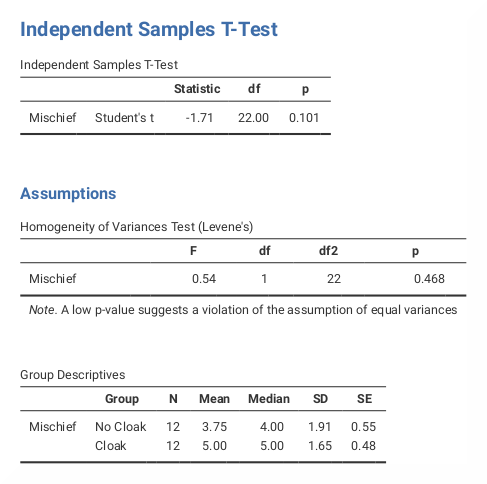 Independent Samples T-Test
Independent Samples T-Test
Statistic df p
Mischief Student's t -1.71 22.00 0.101
Assumptions
Homogeneity of Variances Test (Levene's)
F df df2 p
Mischief 0.54 1 22 0.468
Note. A low p-value suggests a violation of the assumption of equal variances
Group Descriptives
Group N Mean Median SD SE
Mischief No Cloak 12 3.75 4.00 1.91 0.55
Cloak 12 5.00 5.00 1.65 0.48